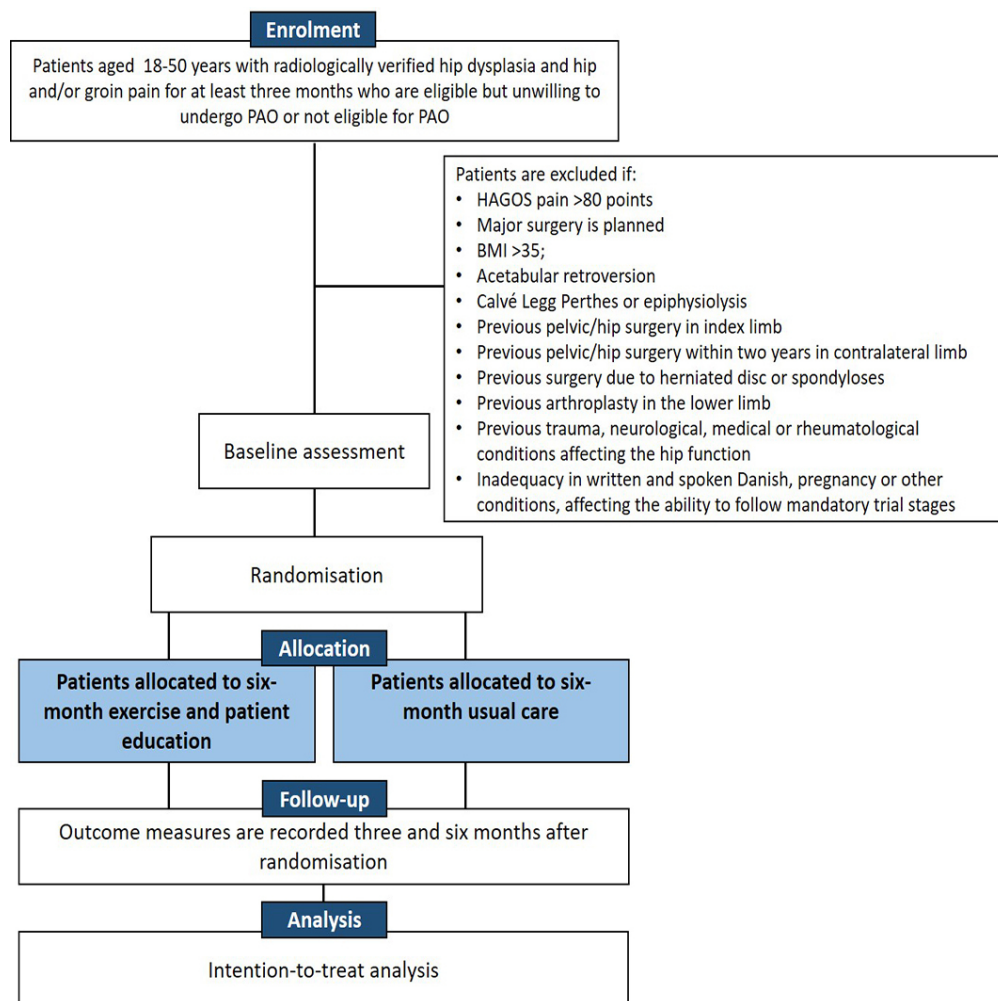 Enrolment
Patients aged 18-50 years with radiologically verified hip dysplasia and hip
and/or groin pain for at least three months who are eligible but unwilling to
undergo PAO or not eligible for PAO
Patients are excluded if:
• HAGOS pain >80 points
• Major surgery is planned
• BMI >35;
• Acetabular retroversion
• Calvé Legg Perthes or epiphysiolysis
• Previous pelvic/hip surgery in index limb
• Previous pelvic/hip surgery within two years in contralateral limb
• Previous surgery due to herniated disc or spondyloses
• Previous arthroplasty in the lower limb
• Previous trauma, neurological, medical or rheumatological
conditions affecting the hip function
• Inadequacy in written and spoken Danish, pregnancy or other
conditions, affecting the ability to follow mandatory trial stages
Baseline assessment
Randomisation
Allocation
Patients allocated to six-
month exercise and patient
education
Patients allocated to six-
month usual care
Follow-up
Outcome measures are recorded three and six months after
randomisation
Analysis
Intention-to-treat analysis